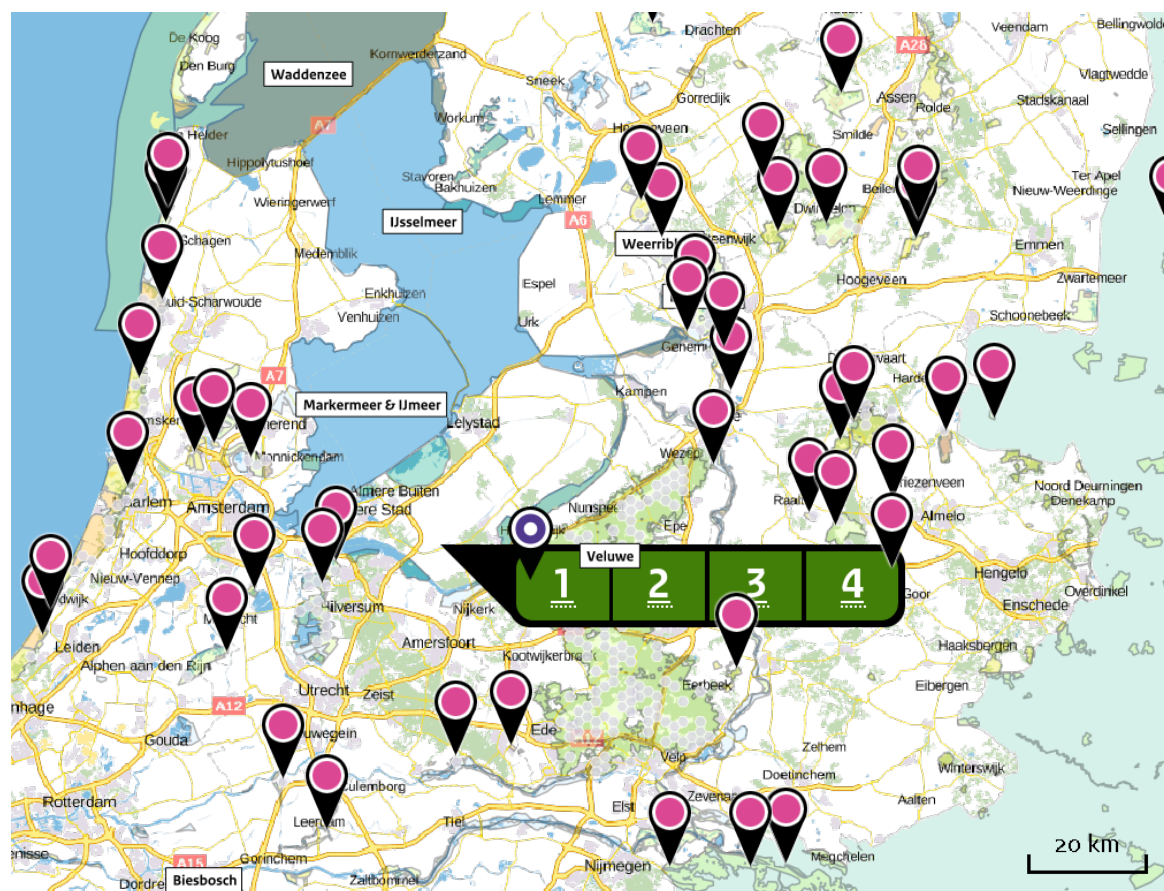 Drachten
Veendam
Bellingwolde
De Koog
Den Burg
Kornwerderzand
A28
Waddenzee
Sneek
Vlagtwedde
Gorredijk
Assen
Rolde
Stadskanaal
Workum
A7
Smilde
Sellingen
Hippolytushoef
Stavoren
Bakhuizen
Ter Apel
Nieuw-Weerdinge
Wieringerwerf
Lemmer
IJsselmeer
A6
Schagen
Medemblik
Emmen
Hoogeveen
Zwartemeer
Espel
Enkhuizen
Venhuizen
Urk
Schoonebeek
A7
Kampen
Markermeer & IJmeer
Lelystad
Monnickendam
Wezep
Almere Buiten
Noord Deurningen
Denekamp
Amsterdam
Nunspeet
Epe
Almelo
Hoofddorp
Veluwe
Nieuw-Vennep
1
2
3
4
Hengelo
Overdinkel
Nijkerk
Goor
Enschede
Leiden
Amersfoort
Haaksbergen
Alphen aan den Rijn
Kootwijkerbro
Utrecht
Zeist
Eerbeek
Eibergen
A12
Gouda
Ede
Velp
Zelhem
Winterswijk
Doetinchem
Rotterdam
Elst
Aalten
Tiel
A15
Gorinchem
Nijmegen
Megchelen
Biesbosch
Zaltbommel
20 km